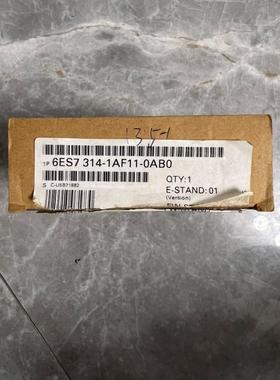 1351
1P 6ES7 314-1AF11-0AB0
QTY:1
S C-U5B71882
E-STAND:01
(Version)